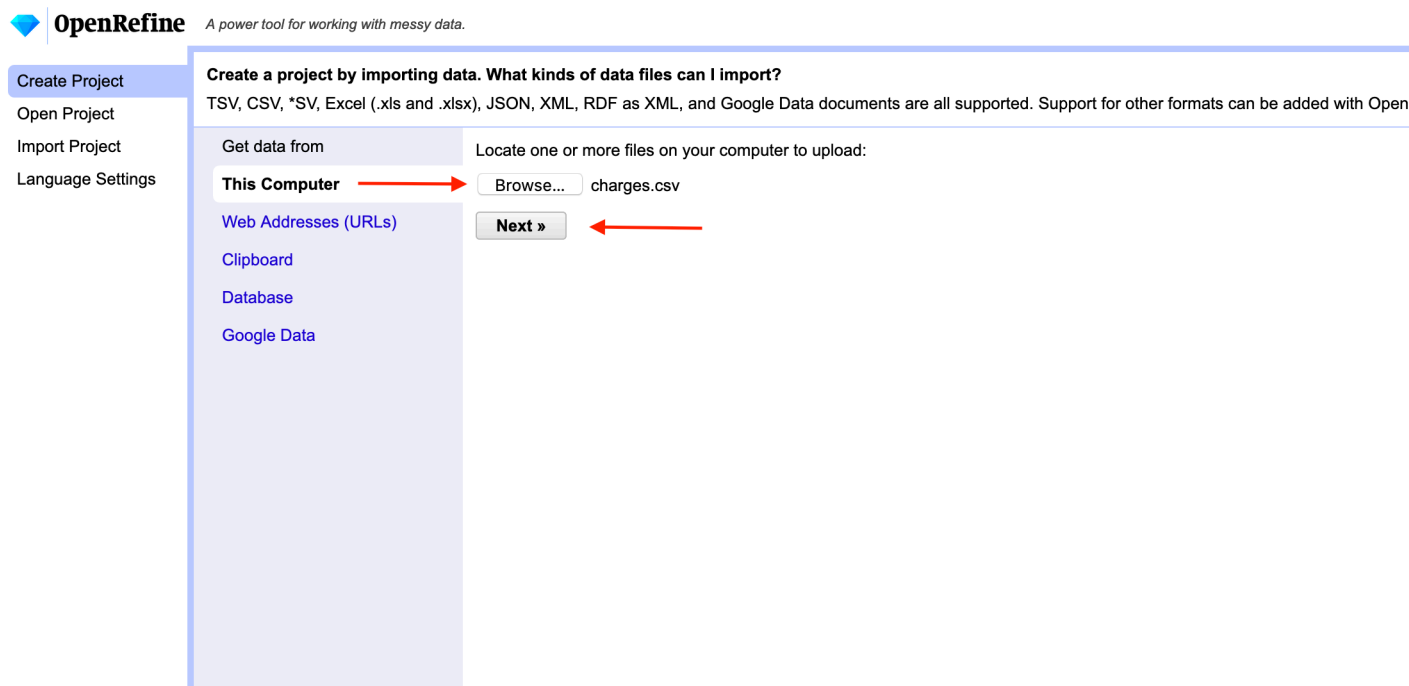 OpenRefine A power tool for working with messy data.
Create Project
Open Project
Import Project
Language Settings
Create a project by importing data. What kinds of data files can I import?
TSV, CSV, *SV, Excel (.xls and .xlsx), JSON, XML, RDF as XML, and Google Data documents are all supported. Support for other formats can be added with Open
Get data from
This Computer
Web Addresses (URLs)
Clipboard
Database
Google Data
Locate one or more files on your computer to upload:
Browse... charges.csv
Next »